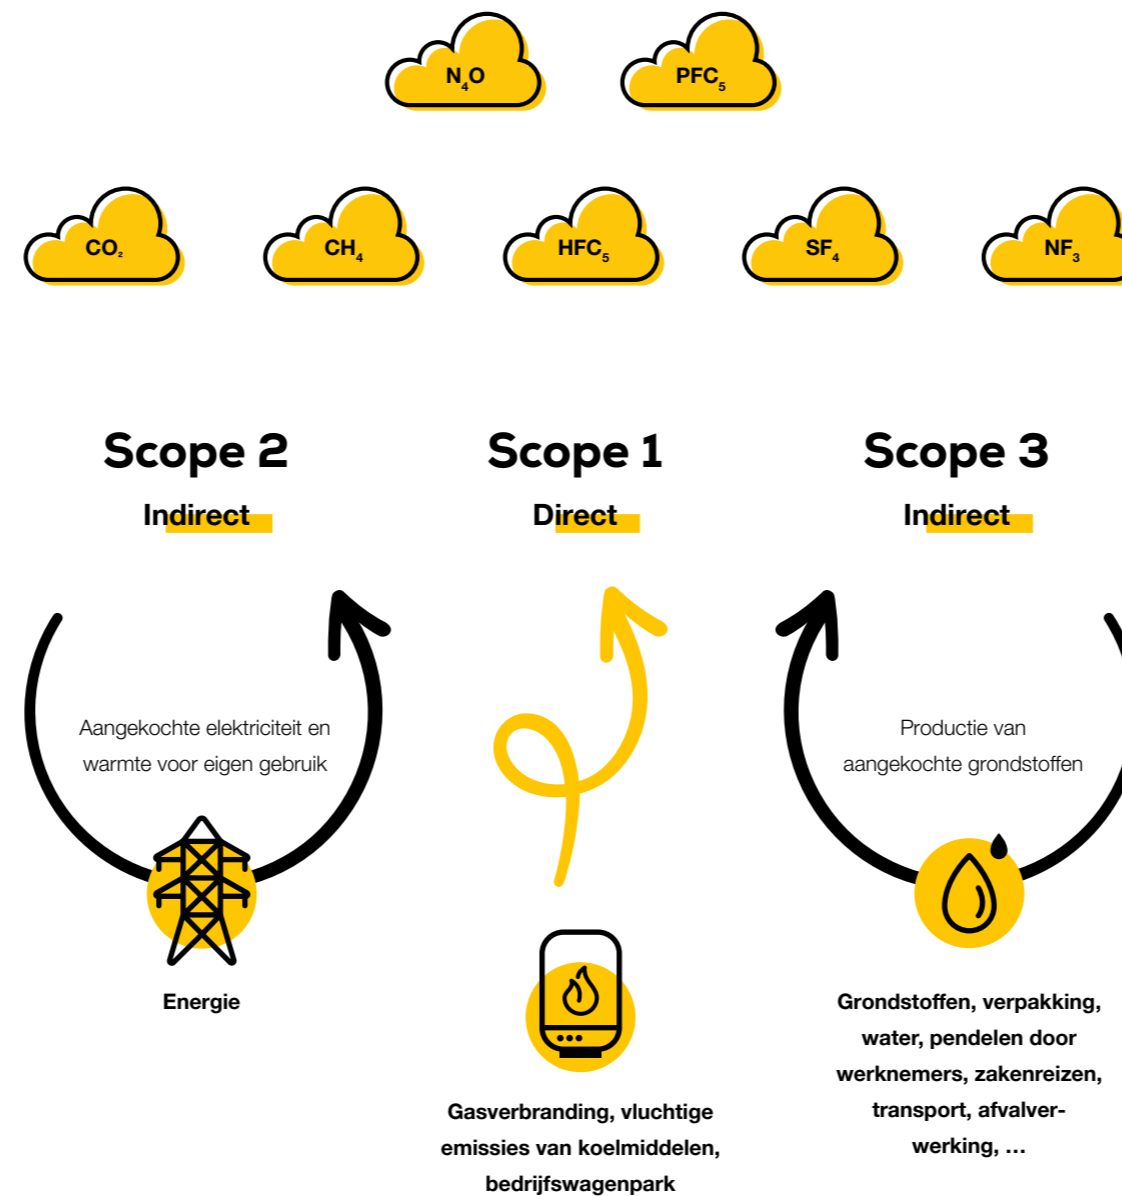 N₄O
PFC₅
CO₂
CH₄
HFC₅
SF₄
NF₃
Scope 2
Indirect
Aangekochte elektriciteit en
warmte voor eigen gebruik
Energie
Scope 1
Direct
Gasverbranding, vluchtige
emissies van koelmiddelen,
bedrijfswagenpark
Scope 3
Indirect
Productie van
aangekochte grondstoffen
Grondstoffen, verpakking,
water, pendelen door
werknemers, zakenreizen,
transport, afvalver-
werking, ...